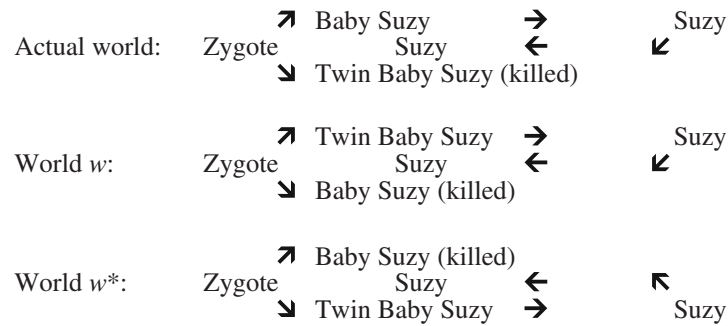 ↗ Baby Suzy → Suzy
Actual world: Zygote Suzy ← ↙
↘ Twin Baby Suzy (killed)
↗ Twin Baby Suzy → Suzy
World w: Zygote Suzy ← ↙
↘ Baby Suzy (killed)
↗ Baby Suzy (killed)
World w*: Zygote Suzy ← ↖
↘ Twin Baby Suzy → Suzy